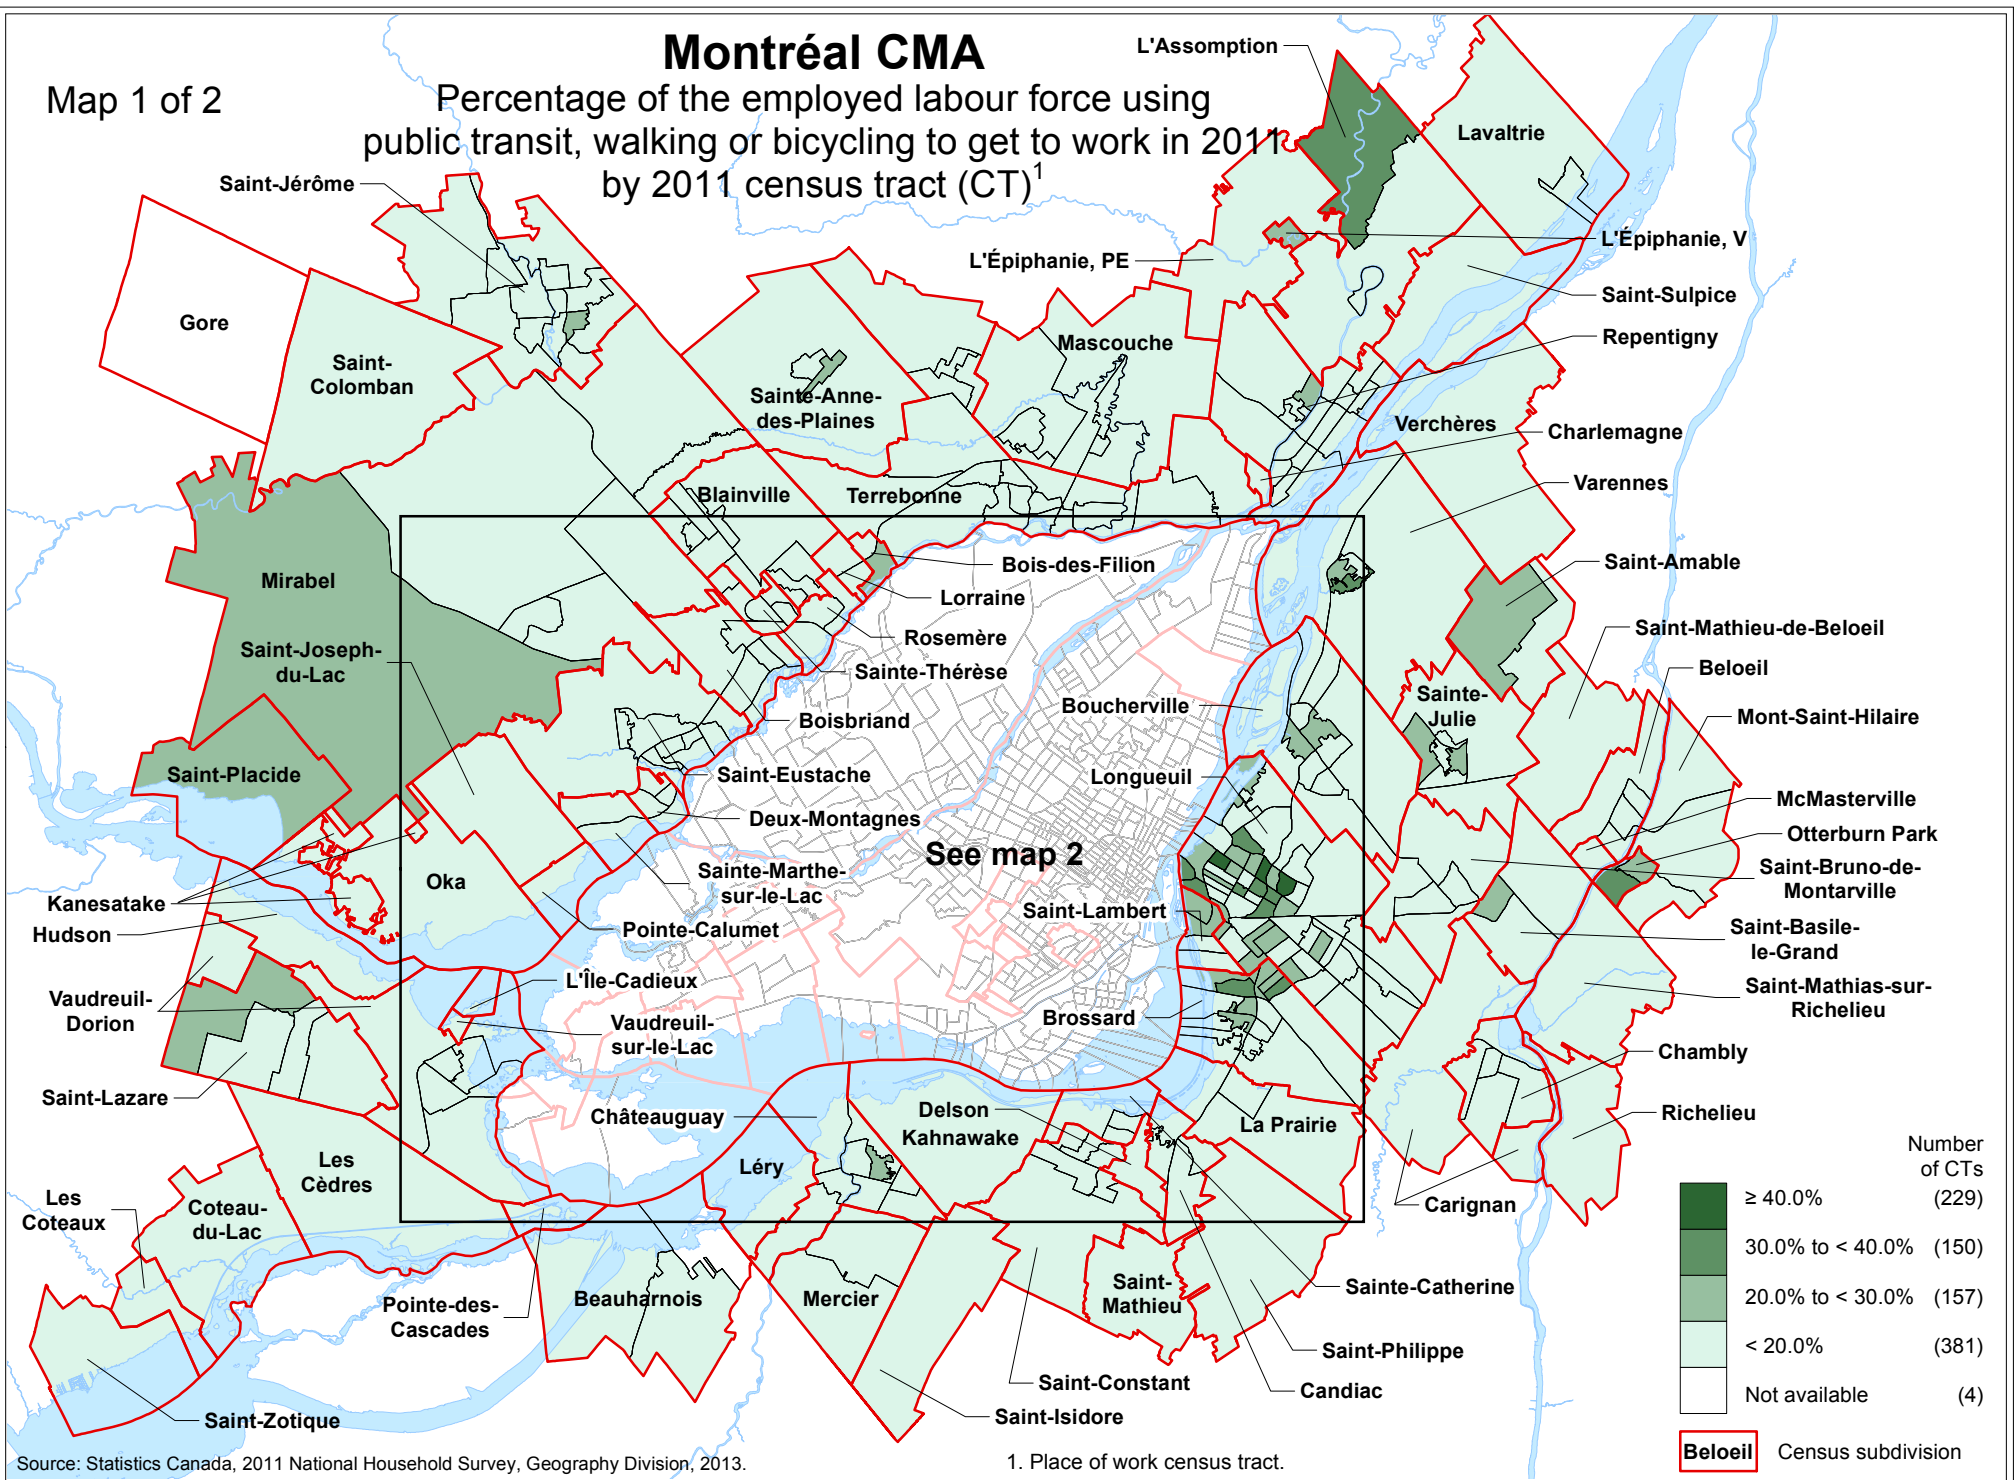 Montréal CMA
Map 1 of 2
Percentage of the employed labour force using
public transit, walking or bicycling to get to work in 2011
by 2011 census tract (CT)1
L'Assomption
Lavaltrie
Saint-Jérôme
L'Épiphanie, V
L'Épiphanie, PE
Saint-Sulpice
Gore
Repentigny
Mascouche
Saint-
Colomban
Sainte-Anne-
des-Plaines
Verchères
Charlemagne
Varennes
Blainville
Terrebonne
Saint-Amable
Bois-des-Filion
Mirabel
Lorraine
Rosemère
Saint-Mathieu-de-Beloeil
Saint-Joseph-
du-Lac
Sainte-Thérèse
Beloeil
Boucherville
Sainte-
Julie
Boisbriand
Mont-Saint-Hilaire
Saint-Placide
Saint-Eustache
Longueuil
McMasterville
Deux-Montagnes
Otterburn Park
See map 2
Sainte-Marthe-
sur-le-Lac
Saint-Bruno-de-
Montarville
Oka
Kanesatake
Saint-Lambert
Hudson
Pointe-Calumet
Saint-Basile-
le-Grand
L'Île-Cadieux
Vaudreuil-
Dorion
Saint-Mathias-sur-
Richelieu
Vaudreuil-
sur-le-Lac
Brossard
Chambly
Saint-Lazare
Châteauguay
Delson
Kahnawake
La Prairie
Richelieu
Les
Cèdres
Léry
Les
Coteaux
Coteau-
du-Lac
Carignan
Pointe-des-
Cascades
Beauharnois
Mercier
Saint-
Mathieu
Sainte-Catherine
Saint-Philippe
Saint-Constant
Candiac
Saint-Isidore
Saint-Zotique
Number
of CTs
≥ 40.0% (229)
30.0% to < 40.0% (150)
20.0% to < 30.0% (157)
< 20.0% (381)
Not available (4)
Beloeil Census subdivision
Source: Statistics Canada, 2011 National Household Survey, Geography Division, 2013.
1. Place of work census tract.